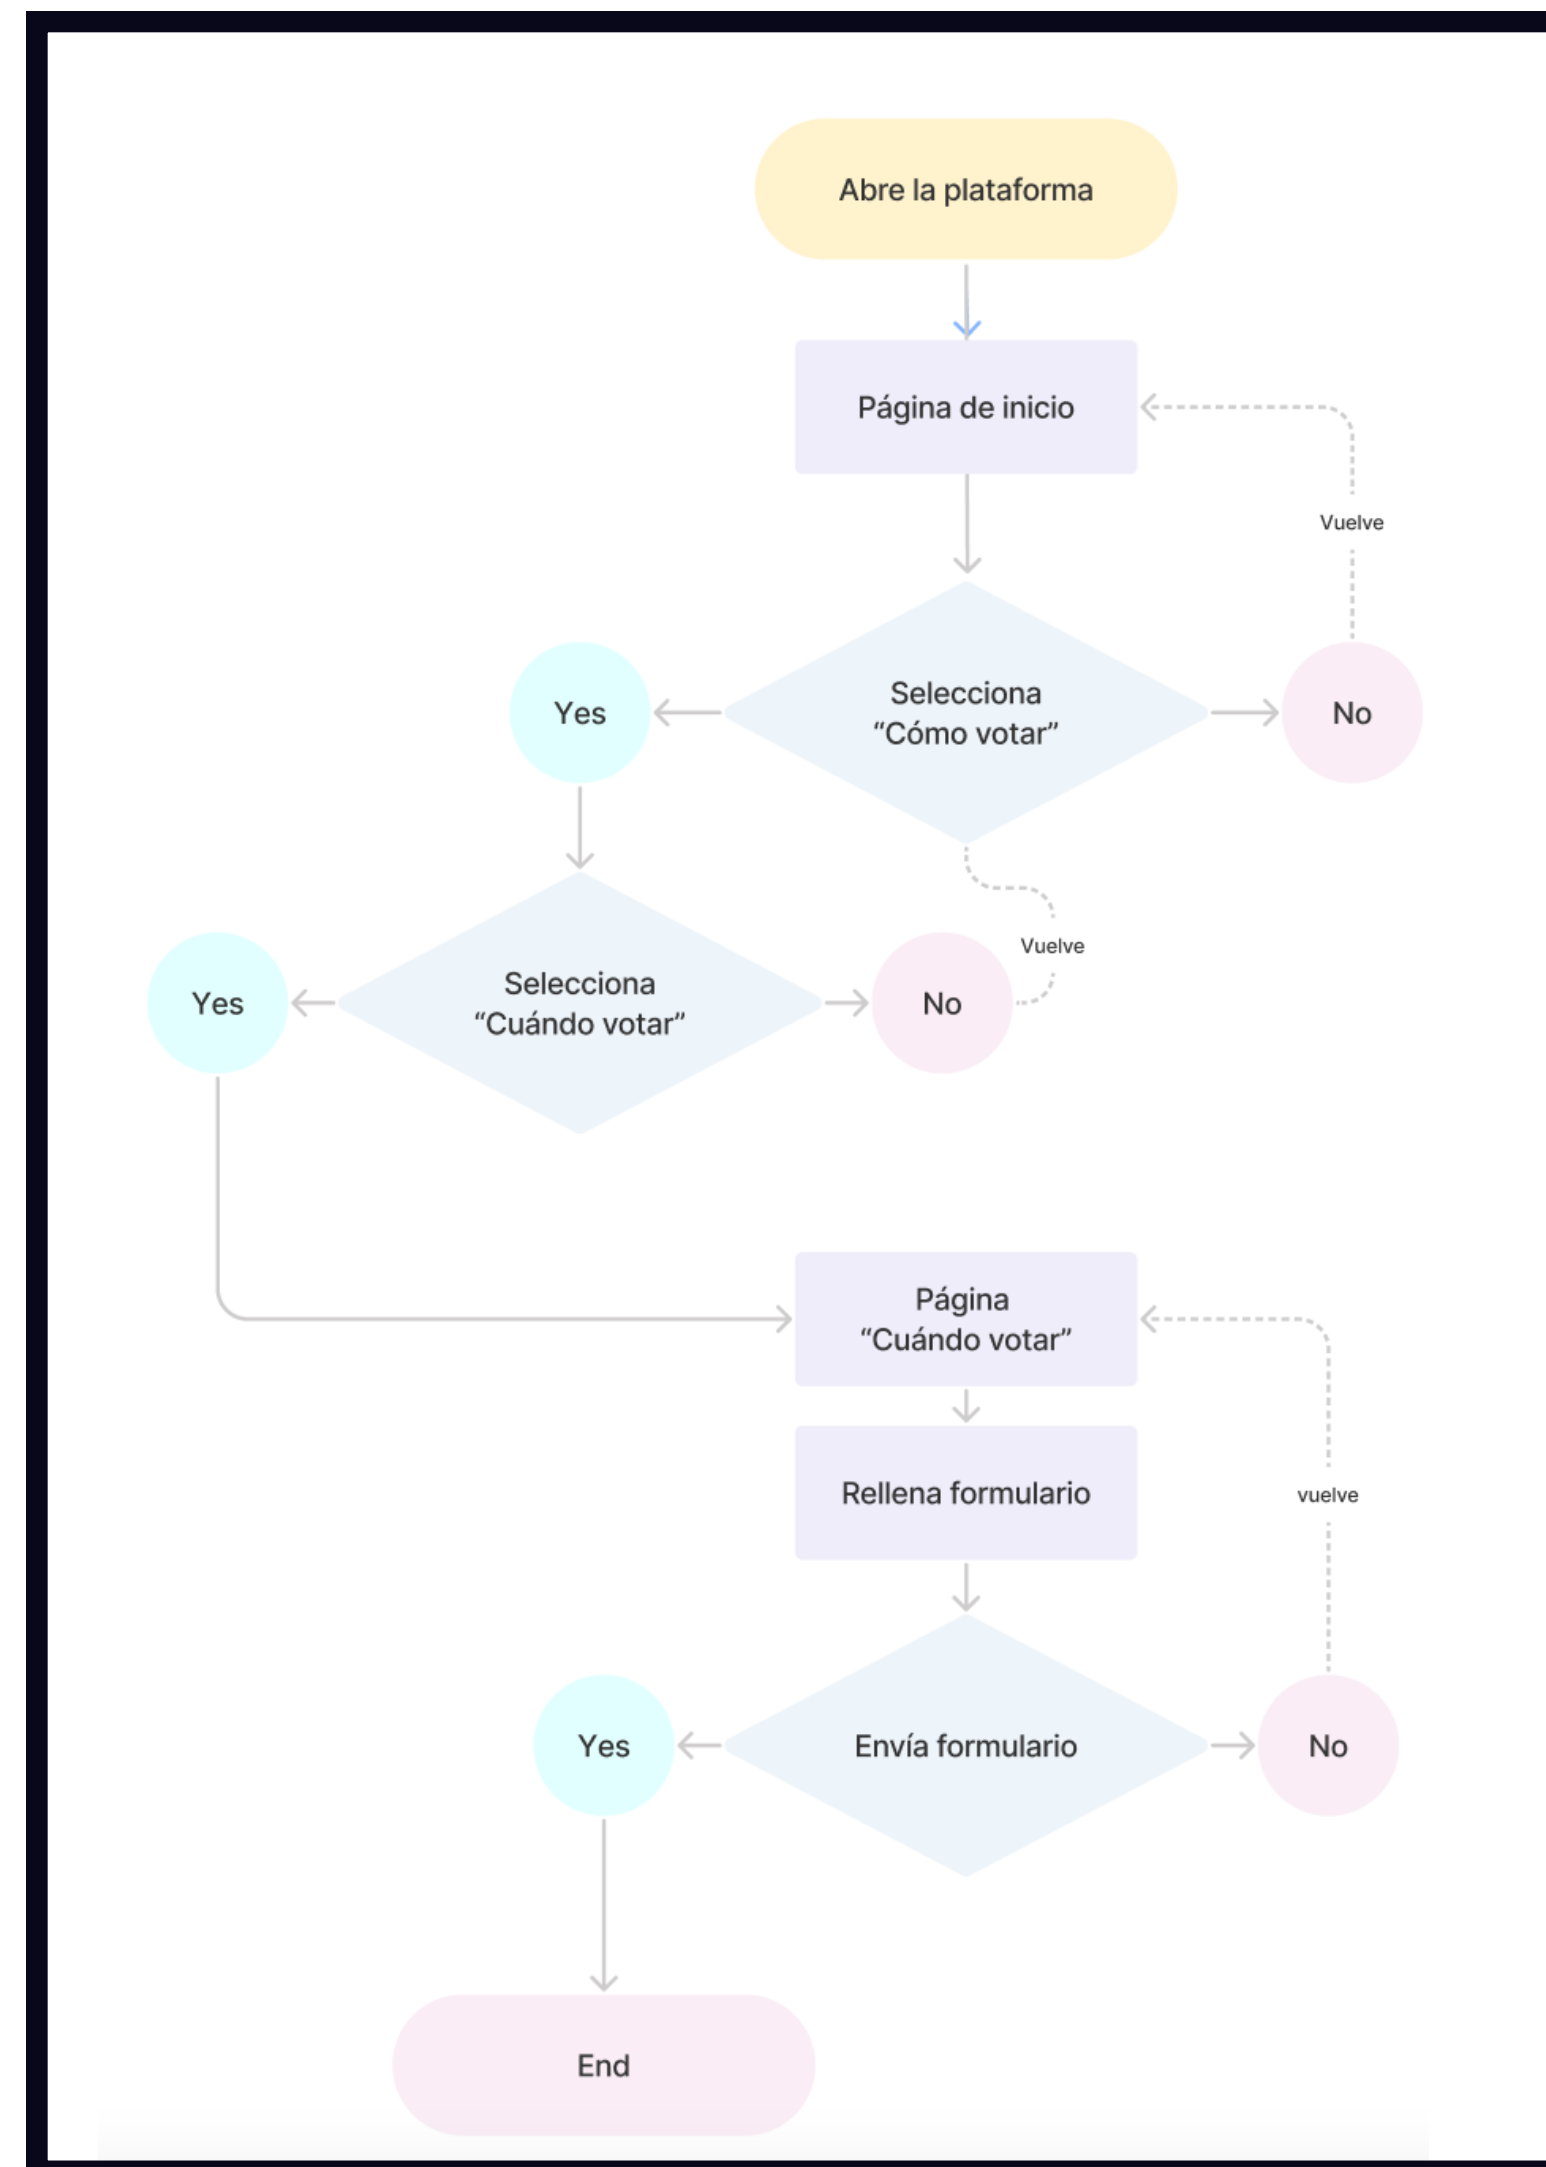 Abre la plataforma
Página de inicio
Vuelve
Yes
Selecciona
“Cómo votar”
No
Vuelve
Yes
Selecciona
“Cuándo votar”
No
Página
“Cuándo votar”
Rellena formulario
vuelve
Yes
Envía formulario
No
End